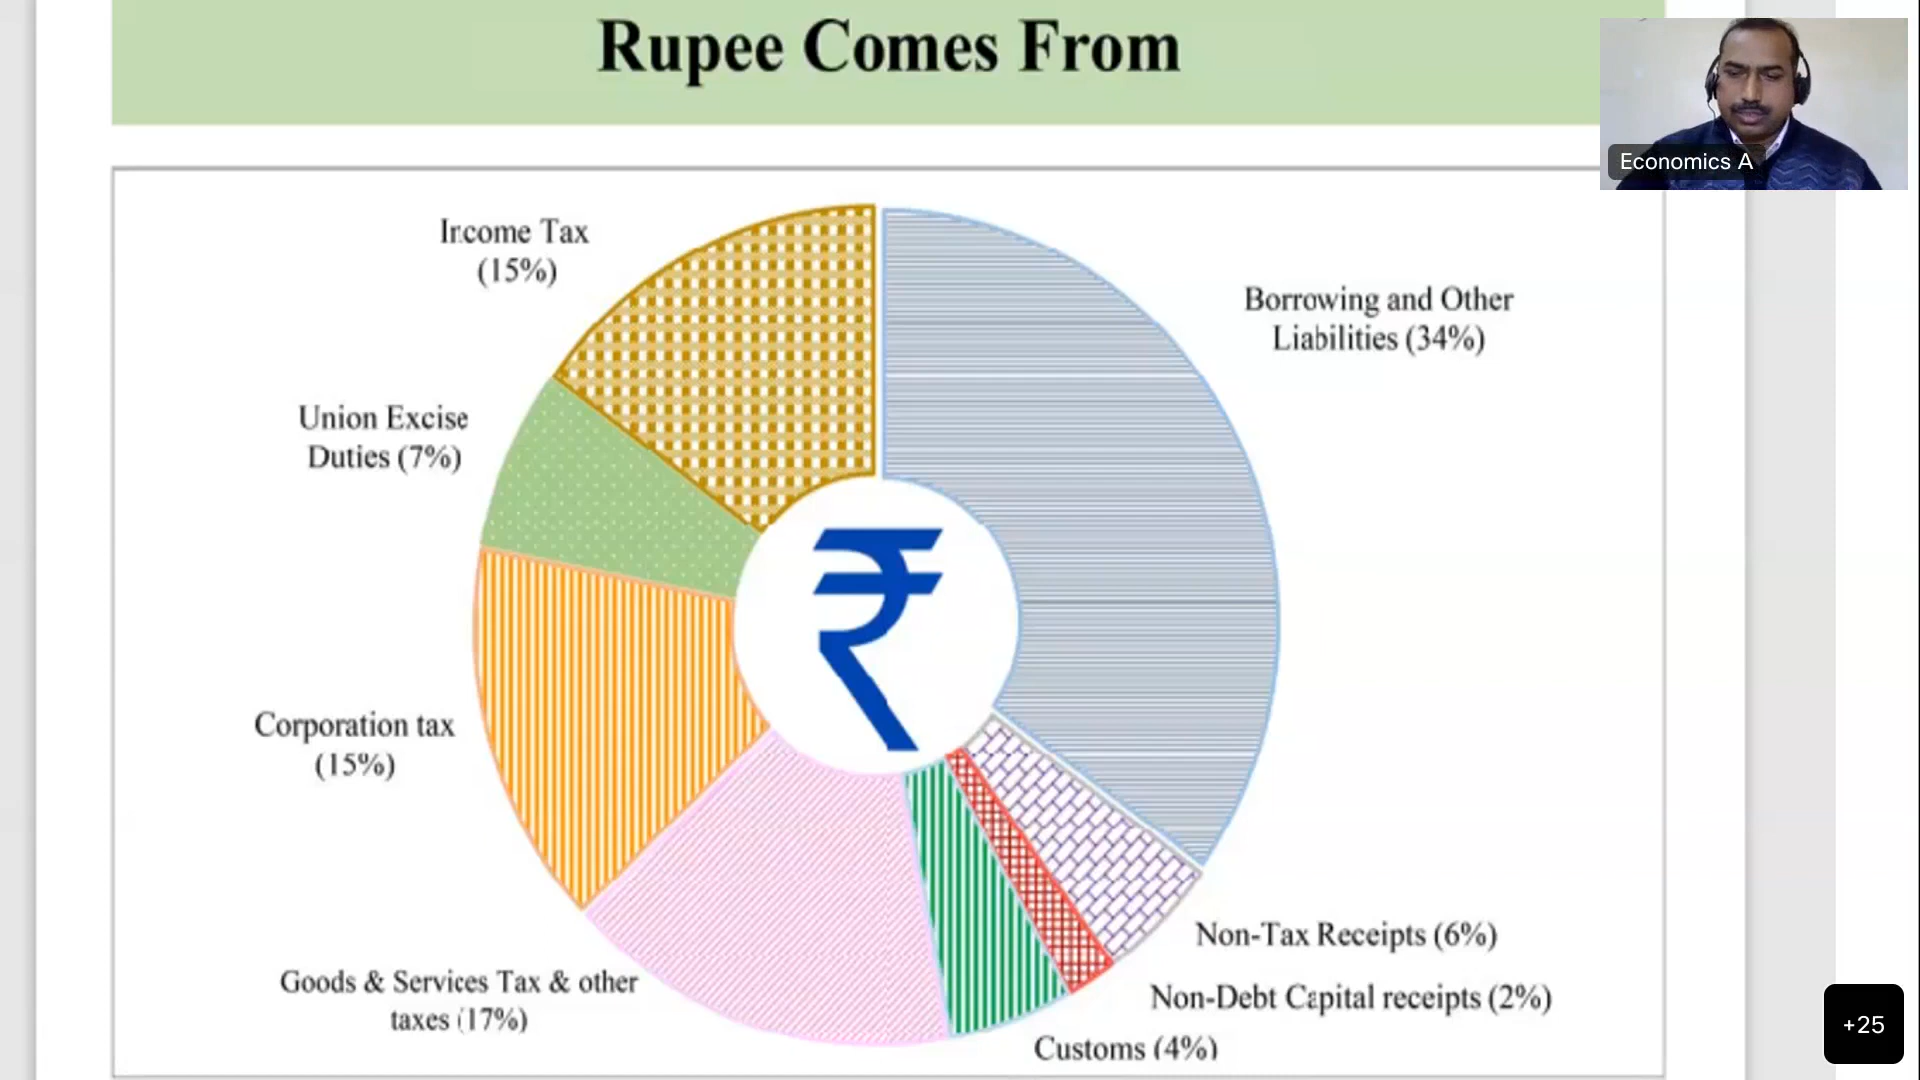 Rupee Comes From
Economics A
Income Tax
(15%)
Borrowing and Other
Liabilities (34%)
Union Excise
Duties (7%)
₹
Corporation tax
(15%)
Non-Tax Receipts (6%)
Goods & Services Tax & other
taxes (17%)
Non-Debt Capital receipts (2%)
Customs (4%)
+25